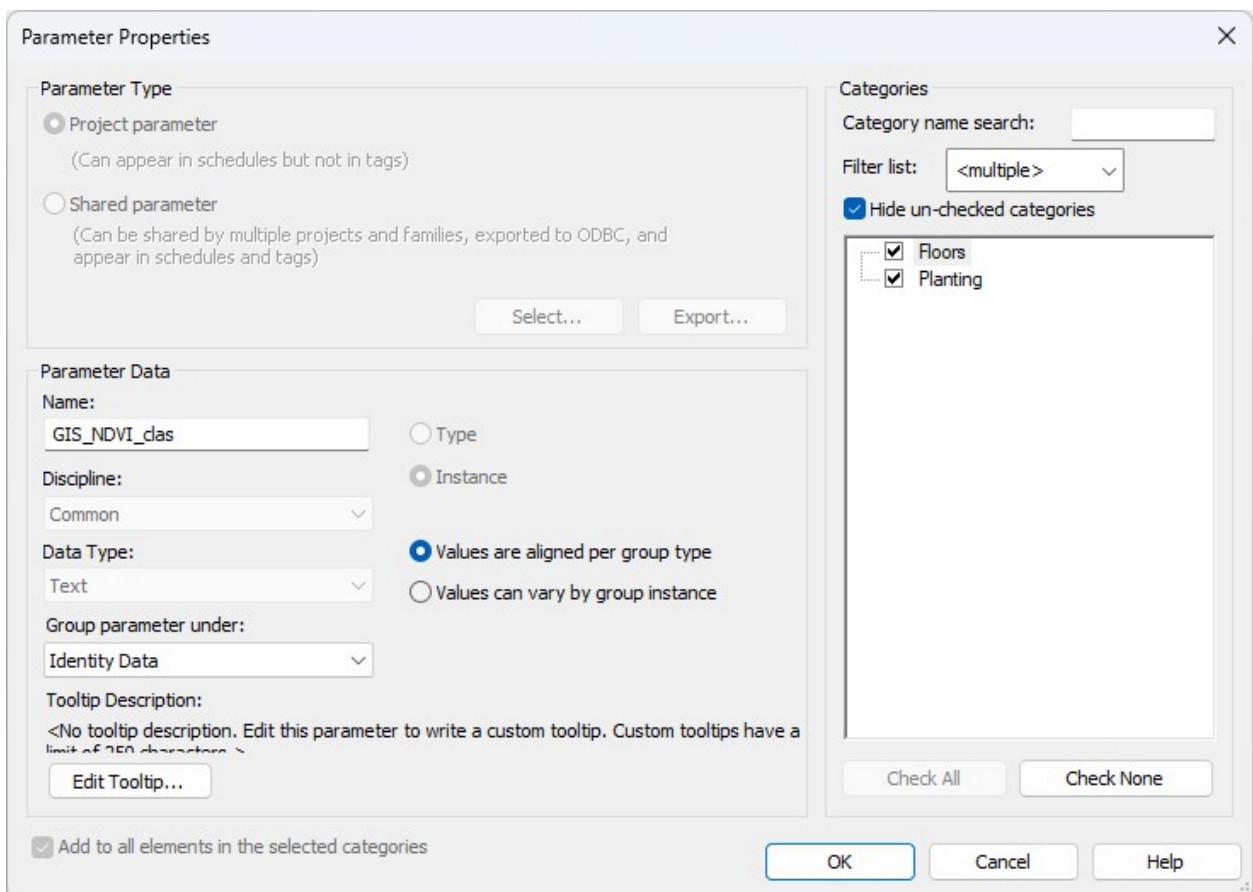 Parameter Properties
Parameter Type
Project parameter
(Can appear in schedules but not in tags)
Shared parameter
(Can be shared by multiple projects and families, exported to ODBC, and
appear in schedules and tags)
Select...
Export...
Parameter Data
Name:
GIS_NDVI_clas
Type
Discipline:
Instance
Common
Data Type:
Values are aligned per group type
Text
Values can vary by group instance
Group parameter under:
Identity Data
Tooltip Description:
<No tooltip description. Edit this parameter to write a custom tooltip. Custom tooltips have a
limit of 250 characters.>
Edit Tooltip...
Add to all elements in the selected categories
Categories
Category name search:
Filter list:
<multiple>
Hide un-checked categories
Floors
Planting
Check All
Check None
OK
Cancel
Help